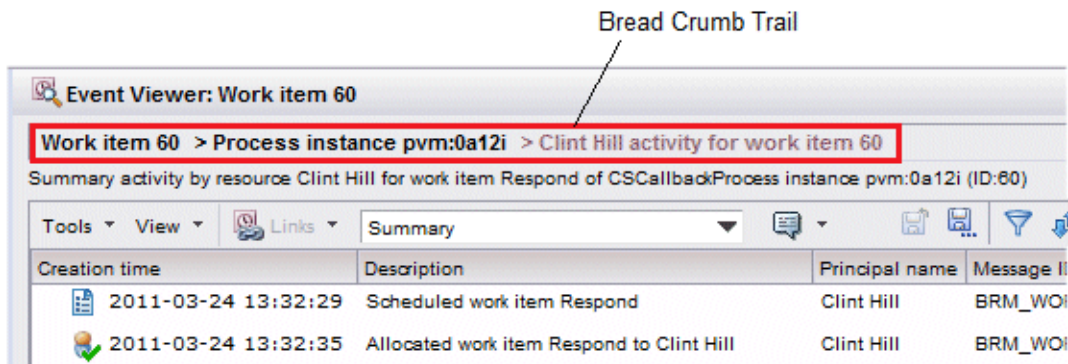 Bread Crumb Trail
Event Viewer: Work item 60
Work item 60 > Process instance pvm:0a12i > Clint Hill activity for work item 60
Summary activity by resource Clint Hill for work item Respond of CSCallbackProcess instance pvm:0a12i (ID:60)
Tools View Links Summary
Creation time Description Principal name Message I
2011-03-24 13:32:29 Scheduled work item Respond Clint Hill BRM_WO
2011-03-24 13:32:35 Allocated work item Respond to Clint Hill Clint Hill BRM_WO